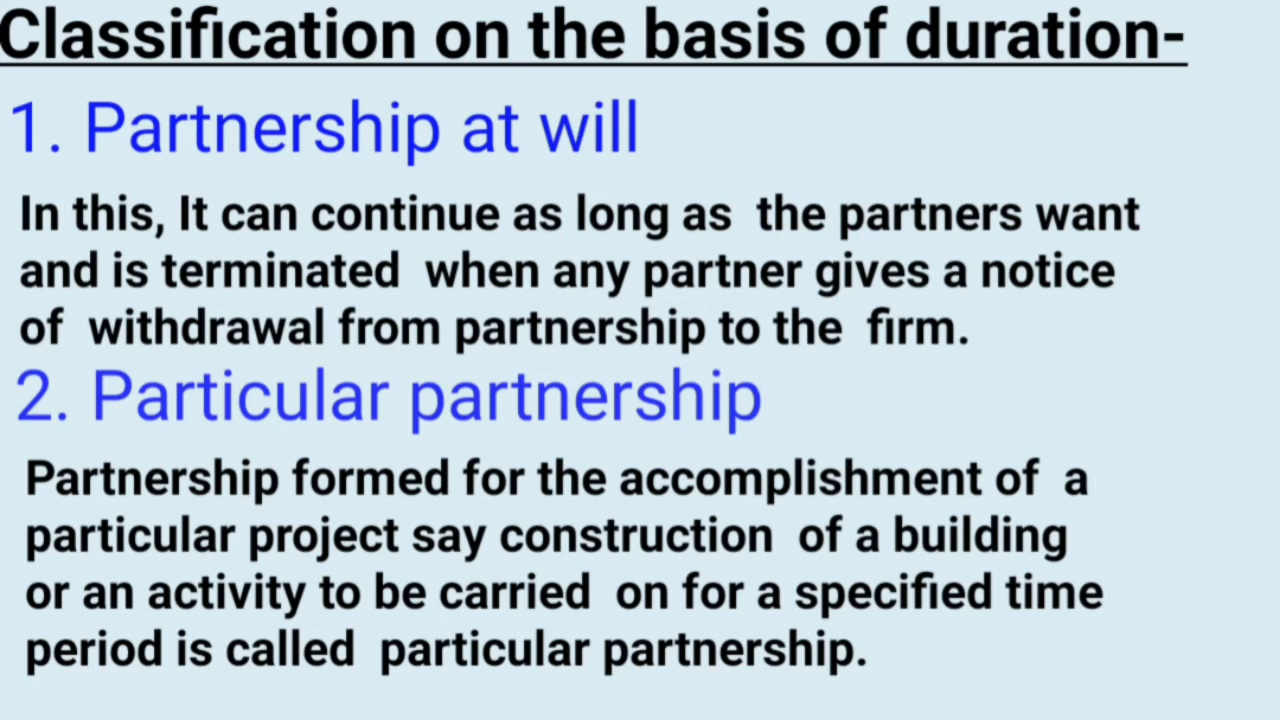 Classification on the basis of duration-
1. Partnership at will
In this, It can continue as long as the partners want
and is terminated when any partner gives a notice
of withdrawal from partnership to the firm.
2. Particular partnership
Partnership formed for the accomplishment of a
particular project say construction of a building
or an activity to be carried on for a specified time
period is called particular partnership.